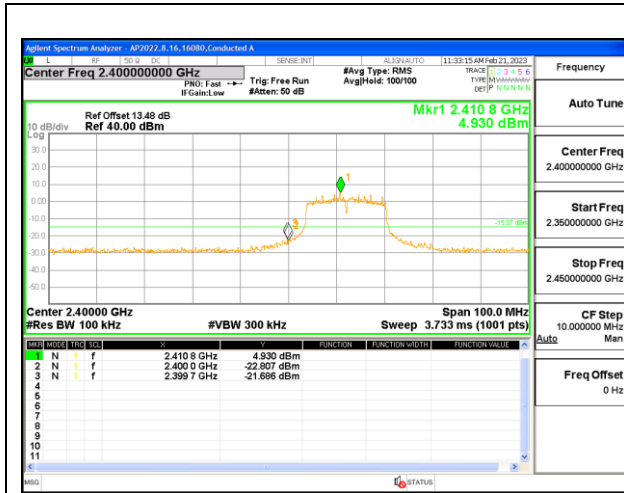 Agilent Spectrum Analyzer - AP2022.8.16,16080,Conducted A
L RF 50 Ω DC SENSE:INT ALIGNAUTO 11:33:15 AM Feb 21, 2023
Center Freq 2.400000000 GHz #Avg Type: RMS TRACE 1 2 3 4 5 6
PNO: Fast Trig: Free Run Avg|Hold: 100/100 TYPE M
IFGain:Low #Atten: 50 dB DET P N N N N N
Mkr1 2.410 8 GHz
4.930 dBm
Ref Offset 13.48 dB
10 dB/div Ref 40.00 dBm
Log
30.0
20.0
10.0
0.00
-10.0
-20.0
-30.0
-40.0
-50.0
1
-15.07 dBm
Center 2.40000 GHz Span 100.0 MHz
#Res BW 100 kHz #VBW 300 kHz Sweep 3.733 ms (1001 pts)
MKR MODE TRC SCL X Y FUNCTION FUNCTION WIDTH FUNCTION VALUE
1 N 1 f 2.410 8 GHz 4.930 dBm
2 N 1 f 2.400 0 GHz -22.807 dBm
3 N 1 f 2.399 7 GHz -21.686 dBm
4
5
6
7
8
9
10
11
MSG STATUS
Frequency
Auto Tune
Center Freq
2.400000000 GHz
Start Freq
2.350000000 GHz
Stop Freq
2.450000000 GHz
CF Step
10.000000 MHz
Auto Man
Freq Offset
0 Hz